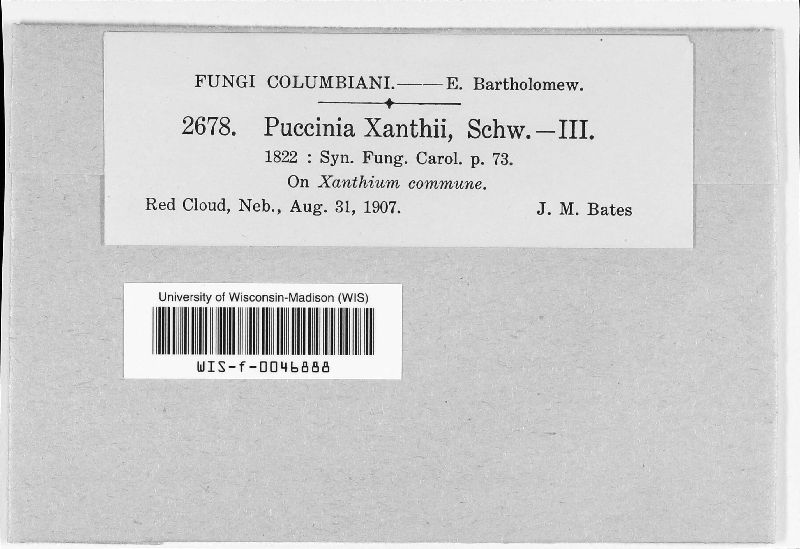 FUNGI COLUMBIANI.——E. Bartholomew.
2678. Puccinia Xanthii, Schw.—III.
1822 : Syn. Fung. Carol. p. 73.
On Xanthium commune.
Red Cloud, Neb., Aug. 31, 1907. J. M. Bates
University of Wisconsin-Madison (WIS)
WIS-f-0046888